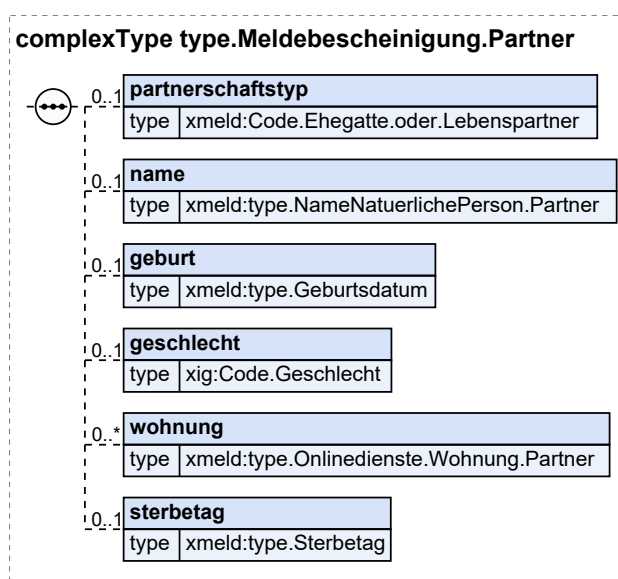 complexType type.Meldebescheinigung.Partner
0..1 partnerschaftstyp
type xmeld:Code.Ehegatte.oder.Lebenspartner
0..1 name
type xmeld:type.NameNatuerlichePerson.Partner
0..1 geburt
type xmeld:type.Geburtsdatum
0..1 geschlecht
type xig:Code.Geschlecht
0..* wohnung
type xmeld:type.Onlinedienste.Wohnung.Partner
0..1 sterbetag
type xmeld:type.Sterbetag